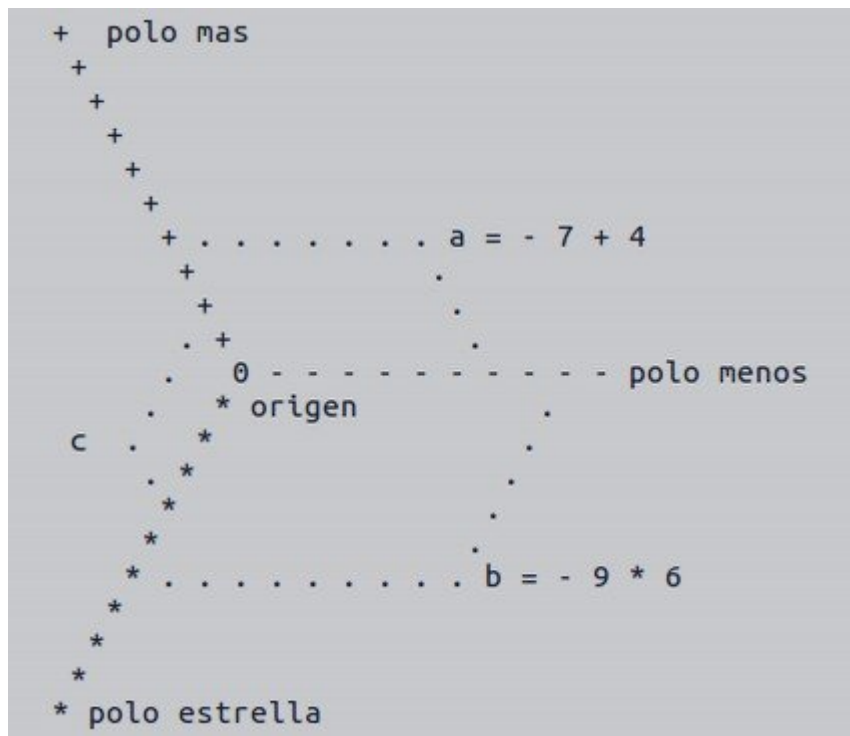 +  polo mas
+
+
+
+
+
+ . . . . . . . a = - 7 + 4
+ .
+ .
. + .
. 0 - - - - - - - - - - polo menos
. * origen .
c . * .
. * .
* .
* .
* . . . . . . . . . b = - 9 * 6
*
*
*
* polo estrella